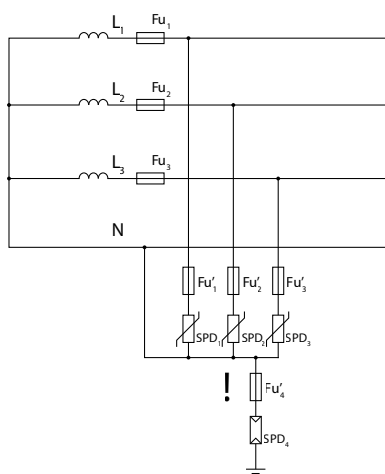 L₁ Fu₁
L₂ Fu₂
L₃ Fu₃
N
Fu'₁ Fu'₂ Fu'₃
SPD₁ SPD₂ SPD₃
! Fu'₄
SPD₄